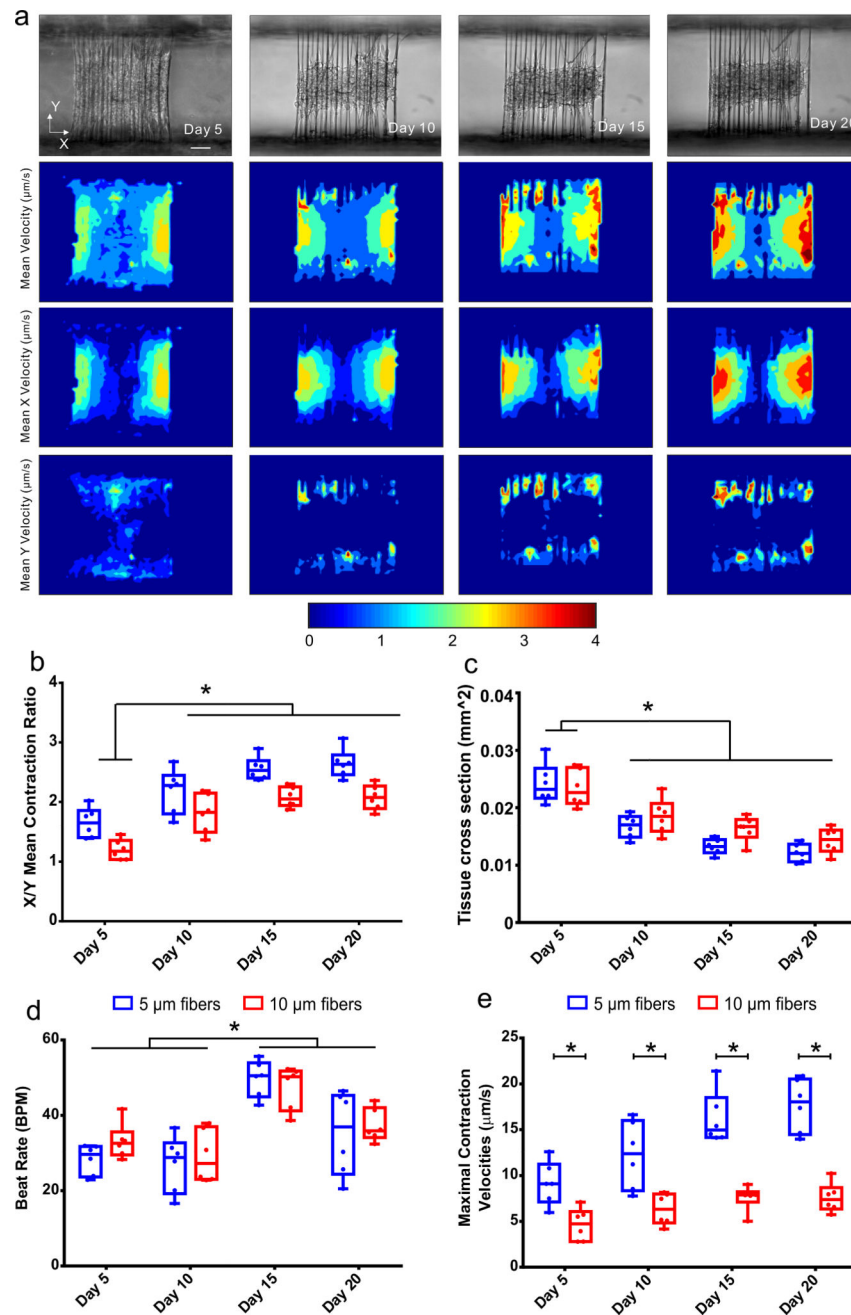 a
Y
X
Day 5
Day 10
Day 15
Day 20
Mean Velocity (µm/s)
Mean X Velocity (µm/s)
Mean Y Velocity (µm/s)
0 1 2 3 4
b
X/Y Mean Contraction Ratio
4
3
2
1
0
*
Day 5
Day 10
Day 15
Day 20
c
Tissue cross section (mm^2)
0.04
0.03
0.02
0.01
0
*
Day 5
Day 10
Day 15
Day 20
5 µm fibers 10 µm fibers
d
Beat Rate (BPM)
60
40
20
0
*
Day 5
Day 10
Day 15
Day 20
5 µm fibers 10 µm fibers
e
Maximal Contraction
Velocities (µm/s)
25
20
15
10
5
0
* * * *
Day 5
Day 10
Day 15
Day 20